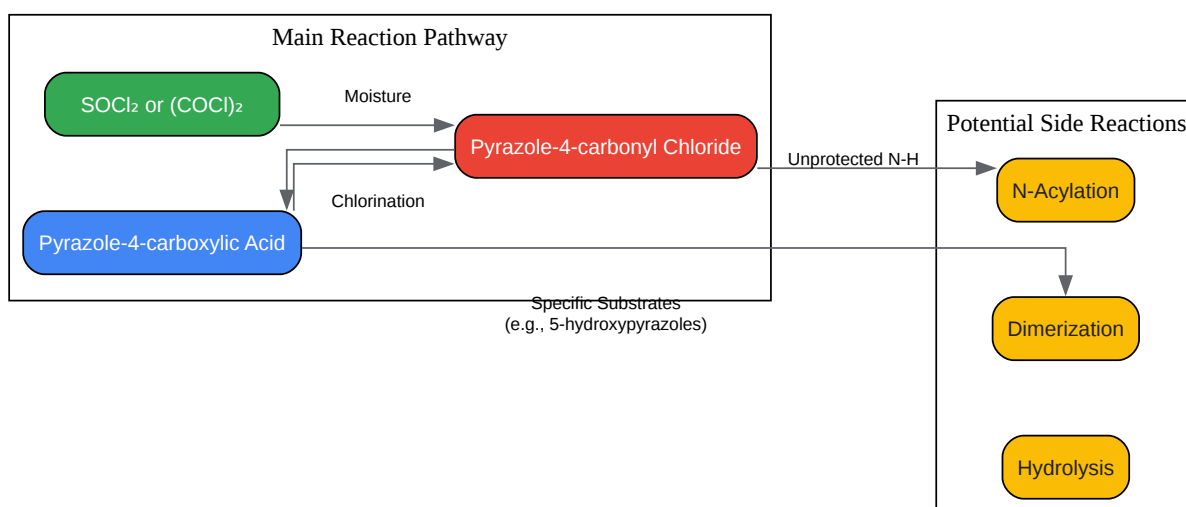 Main Reaction Pathway
SOCl₂ or (COCl)₂
Moisture
Pyrazole-4-carbonyl Chloride
Chlorination
Pyrazole-4-carboxylic Acid
Specific Substrates
(e.g., 5-hydroxypyrazoles)
Potential Side Reactions
Unprotected N-H
N-Acylation
Dimerization
Hydrolysis